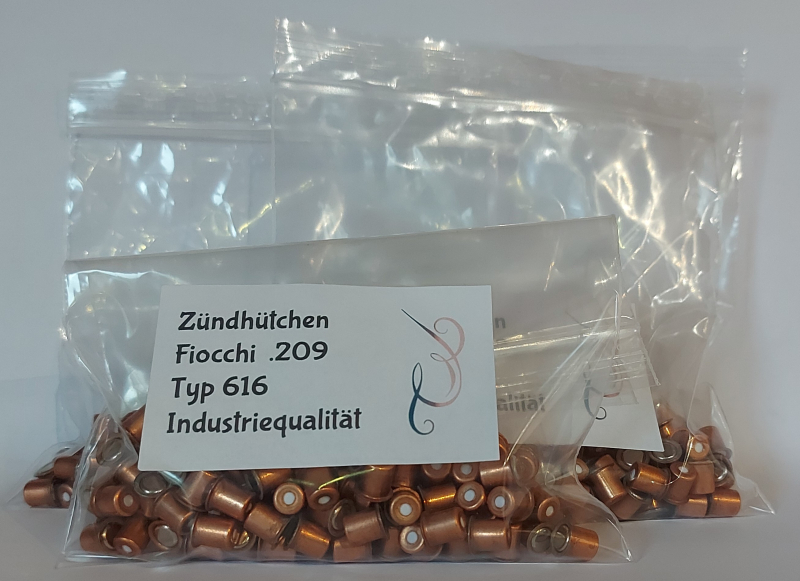 Zündhütchen
Fiocchi .209
Typ 616
Industriequalität